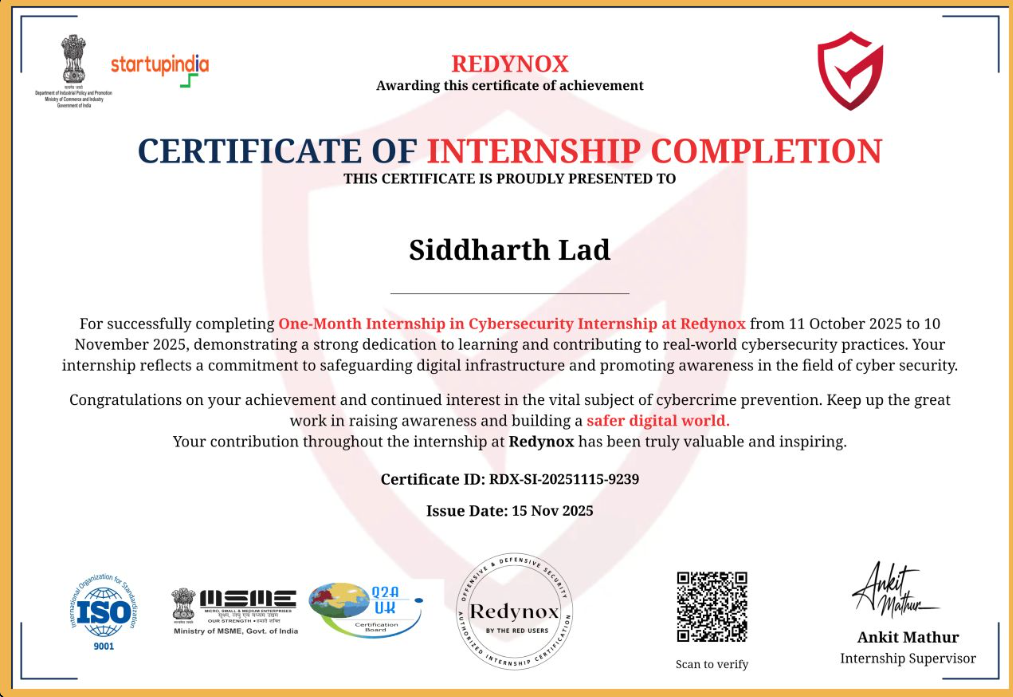 startupindia
Department of Industrial Policy and Promotion
Ministry of Commerce and Industry
Government of India
REDYNOX
Awarding this certificate of achievement
CERTIFICATE OF INTERNSHIP COMPLETION
THIS CERTIFICATE IS PROUDLY PRESENTED TO
Siddharth Lad
For successfully completing One-Month Internship in Cybersecurity Internship at Redynox from 11 October 2025 to 10
November 2025, demonstrating a strong dedication to learning and contributing to real-world cybersecurity practices. Your
internship reflects a commitment to safeguarding digital infrastructure and promoting awareness in the field of cyber security.
Congratulations on your achievement and continued interest in the vital subject of cybercrime prevention. Keep up the great
work in raising awareness and building a safer digital world.
Your contribution throughout the internship at Redynox has been truly valuable and inspiring.
Certificate ID: RDX-SI-20251115-9239
Issue Date: 15 Nov 2025
International Organization for Standardization
ISO
9001
MSME
MICRO, SMALL & MEDIUM ENTERPRISES
OUR STRENGTH
Ministry of MSME, Govt. of India
UK
Certification
Board
OFFENSIVE & DEFENSIVE SECURITY
Redynox
BY THE RED USERS
AUTHORIZED INTERNSHIP CERTIFICATION
Scan to verify
Ankit
Mathur
Ankit Mathur
Internship Supervisor